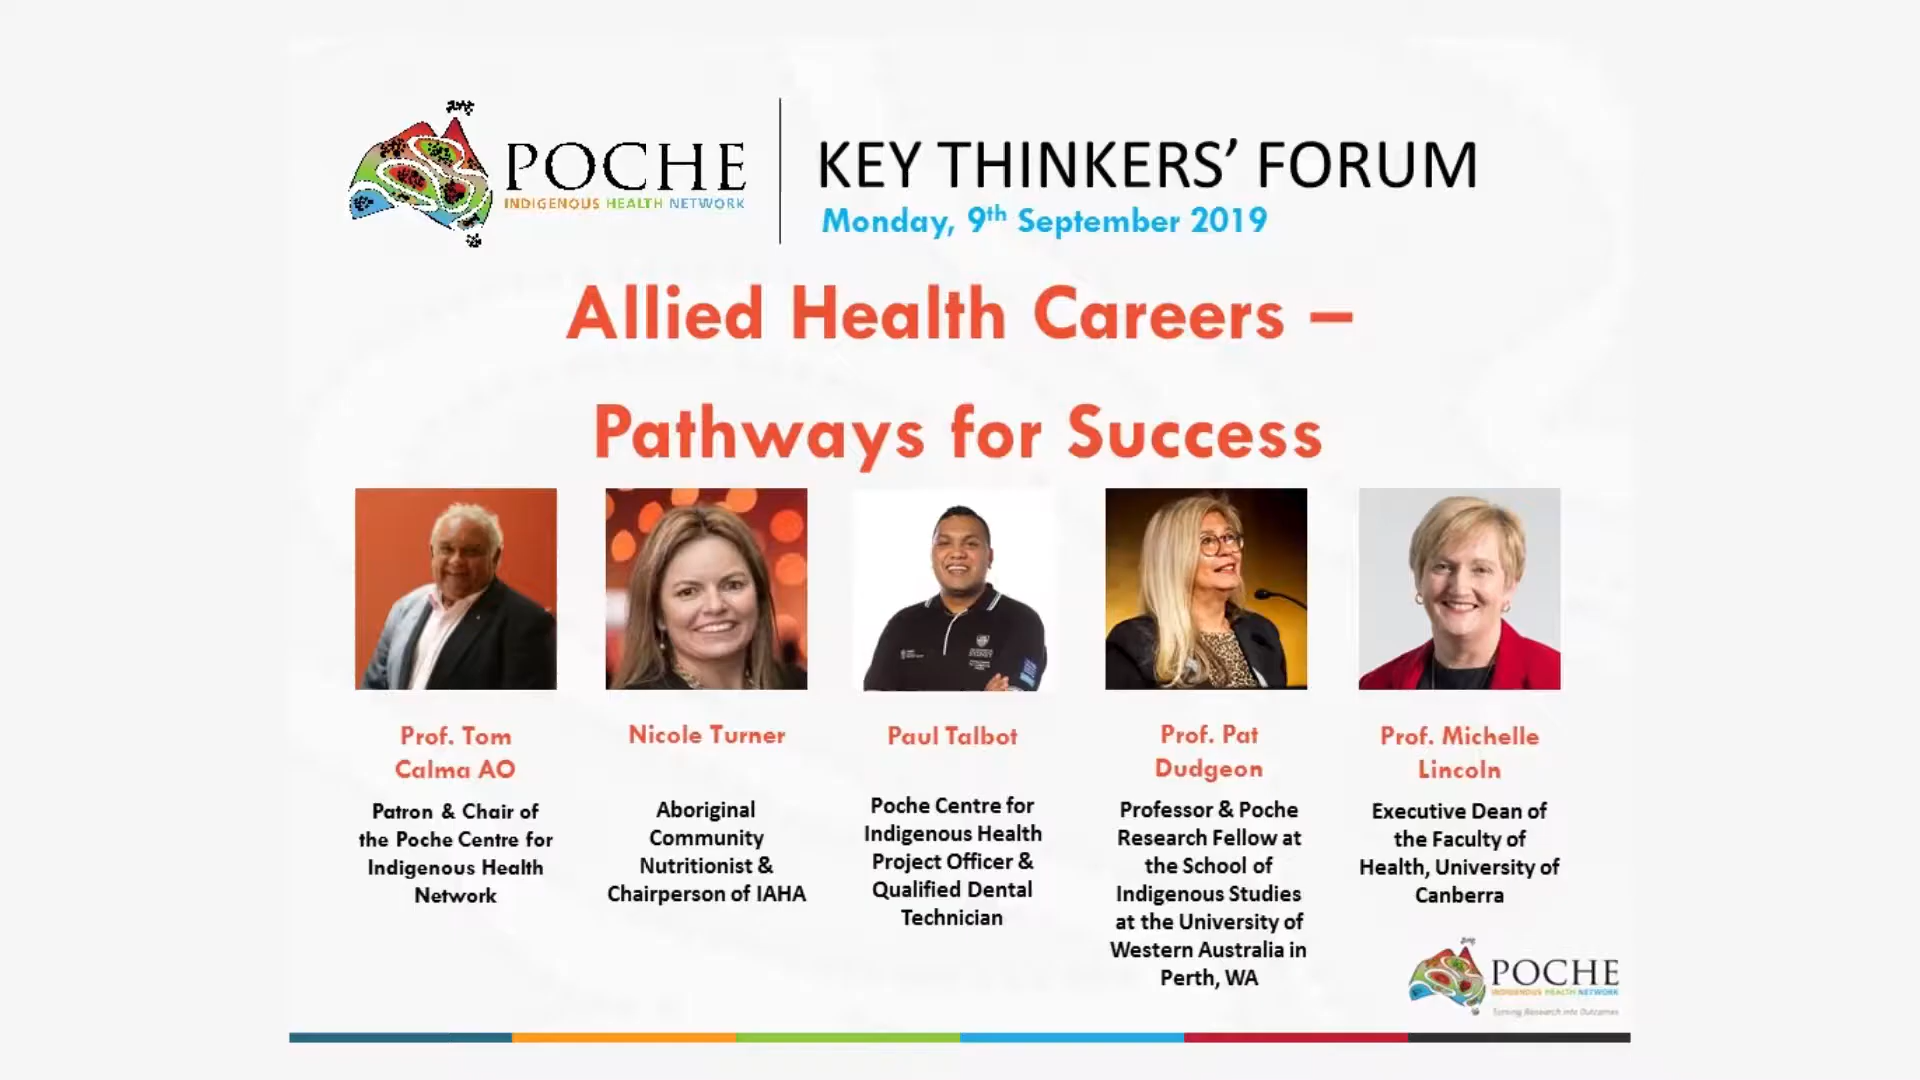 POCHE
INDIGENOUS HEALTH NETWORK
KEY THINKERS’ FORUM
Monday, 9th September 2019
Allied Health Careers –
Pathways for Success
Prof. Tom
Calma AO
Patron & Chair of
the Poche Centre for
Indigenous Health
Network
Nicole Turner
Aboriginal
Community
Nutritionist &
Chairperson of IAHA
Paul Talbot
Poche Centre for
Indigenous Health
Project Officer &
Qualified Dental
Technician
Prof. Pat
Dudgeon
Professor & Poche
Research Fellow at
the School of
Indigenous Studies
at the University of
Western Australia in
Perth, WA
Prof. Michelle
Lincoln
Executive Dean of
the Faculty of
Health, University of
Canberra
POCHE
INDIGENOUS HEALTH NETWORK
Turning Research into Outcomes